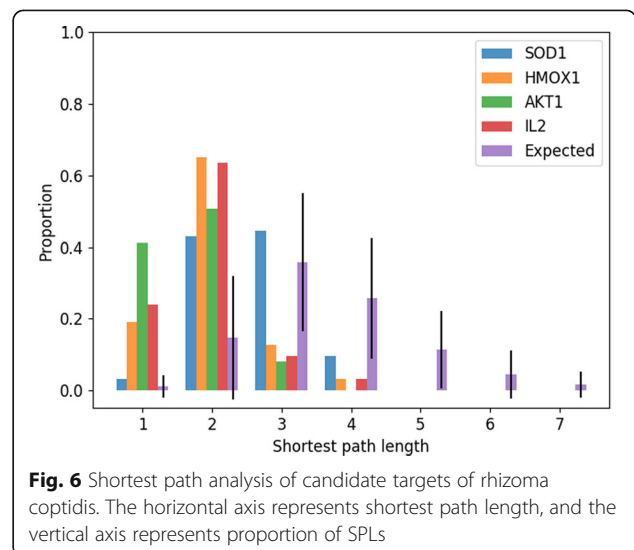 1.0
0.8
0.6
0.4
0.2
0.0
Proportion
SOD1
HMOX1
AKT1
IL2
Expected
1 2 3 4 5 6 7
Shortest path length
Fig. 6 Shortest path analysis of candidate targets of rhizoma
coptidis. The horizontal axis represents shortest path length, and the
vertical axis represents proportion of SPLs